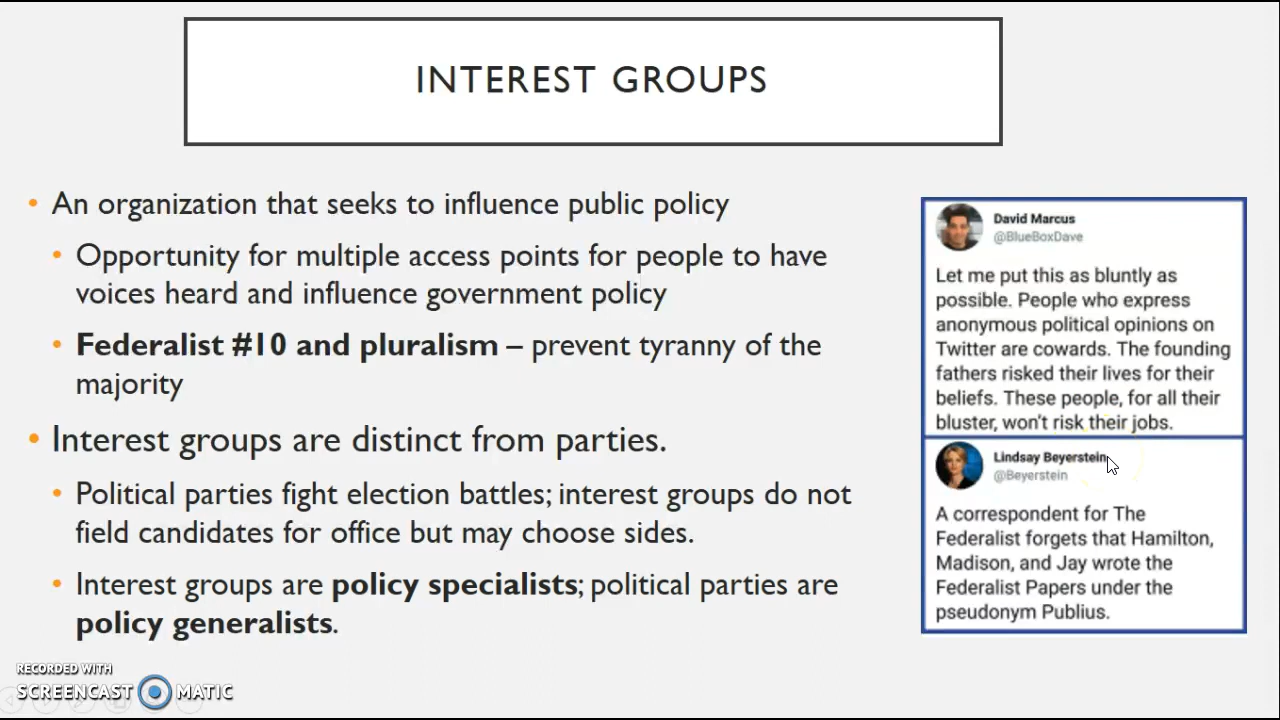 INTEREST GROUPS
• An organization that seeks to influence public policy
• Opportunity for multiple access points for people to have
voices heard and influence government policy
• Federalist #10 and pluralism – prevent tyranny of the
majority
• Interest groups are distinct from parties.
• Political parties fight election battles; interest groups do not
field candidates for office but may choose sides.
• Interest groups are policy specialists; political parties are
policy generalists.
David Marcus
@BlueBoxDave
Let me put this as bluntly as
possible. People who express
anonymous political opinions on
Twitter are cowards. The founding
fathers risked their lives for their
beliefs. These people, for all their
bluster, won't risk their jobs.
Lindsay Beyerstein
@Beyerstein
A correspondent for The
Federalist forgets that Hamilton,
Madison, and Jay wrote the
Federalist Papers under the
pseudonym Publius.
RECORDED WITH
SCREENCAST MATIC